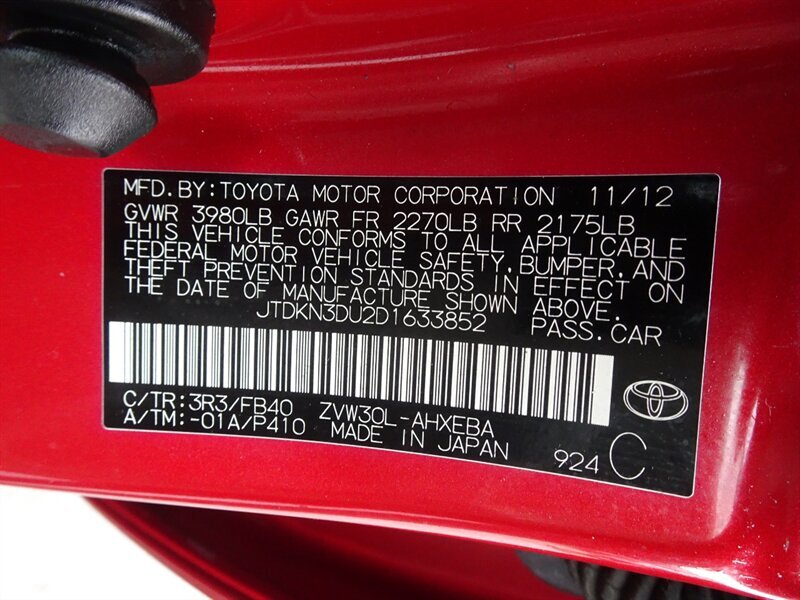 MFD.BY:TOYOTA MOTOR CORPORATION 11/12
GVWR 3980LB GAWR FR 2270LB RR 2175LB
THIS VEHICLE CONFORMS TO ALL APPLICABLE
FEDERAL MOTOR VEHICLE SAFETY,BUMPER,AND
THEFT PREVENTION STANDARDS IN EFFECT ON
THE DATE OF MANUFACTURE SHOWN ABOVE.
JTDKN3DU2D1633852 PASS.CAR
C/TR:3R3/FB40 ZVW30L-AHXEBA
A/TM:-01A/P410 MADE IN JAPAN 924 C